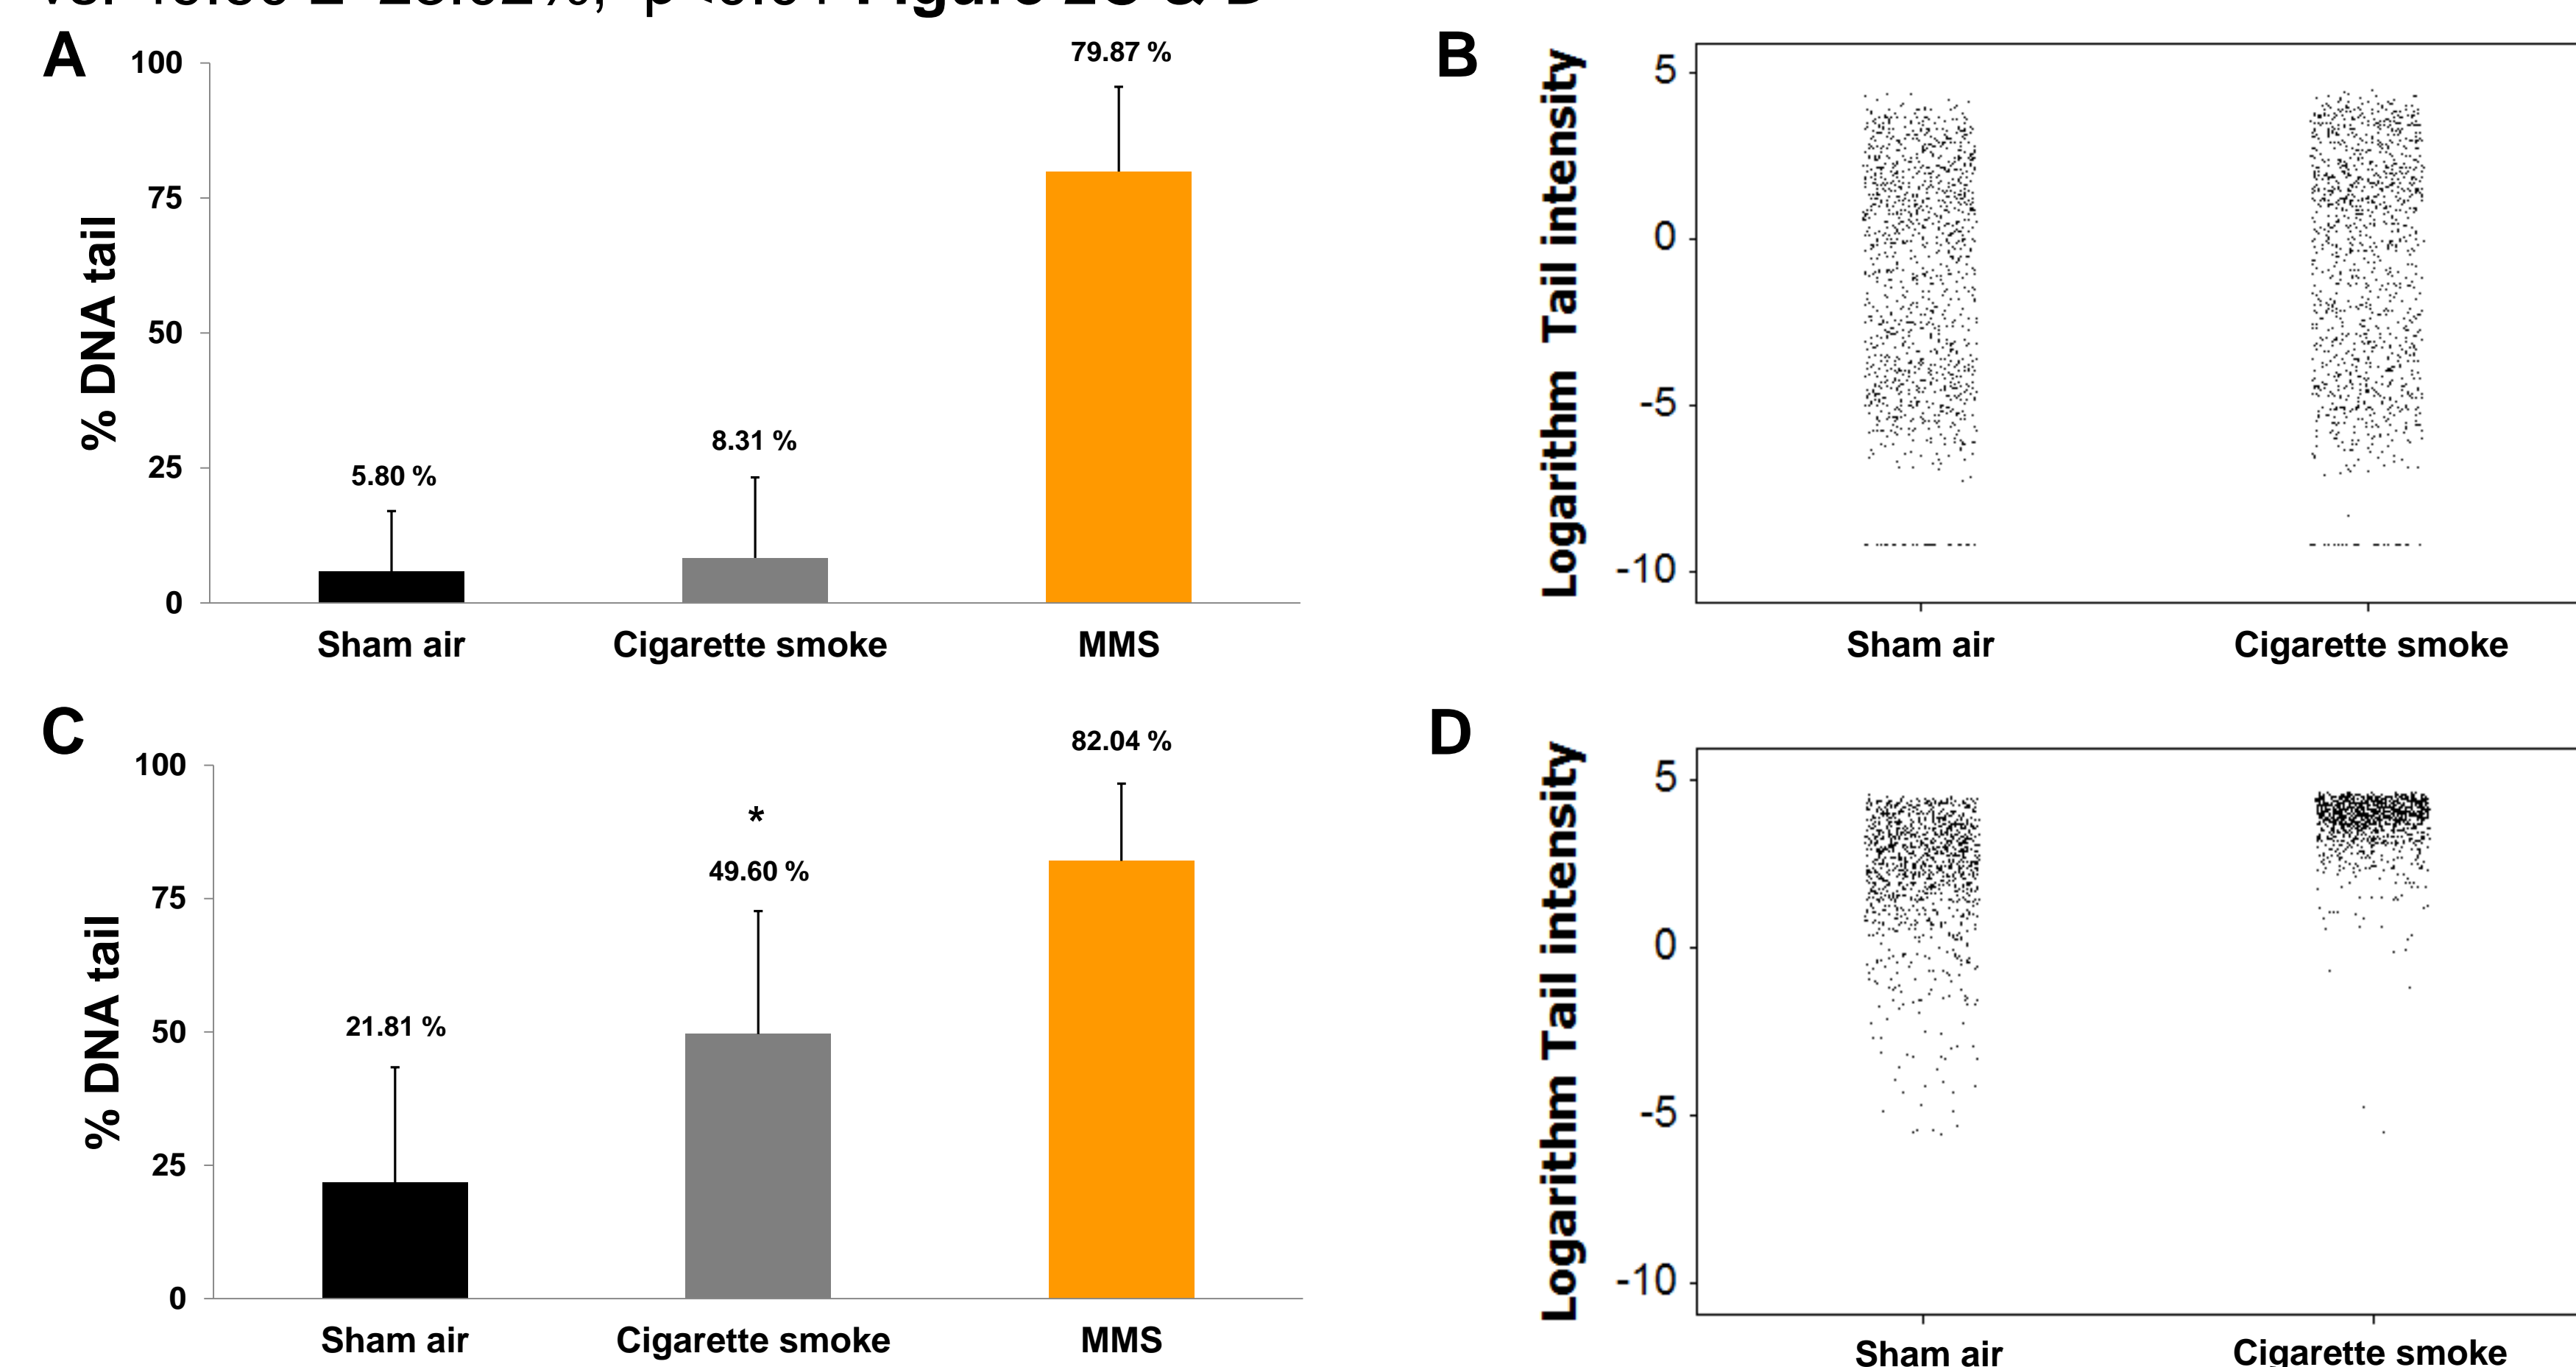 Figure 2C & D
A
100
75
50
25
0
% DNA tail
5.80 %
8.31 %
79.87 %
Sham air
Cigarette smoke
MMS
B
5
0
-5
-10
Logarithm Tail intensity
Sham air
Cigarette smoke
C
100
75
50
25
0
% DNA tail
21.81 %
*
49.60 %
82.04 %
Sham air
Cigarette smoke
MMS
D
5
0
-5
-10
Logarithm Tail intensity
Sham air
Cigarette smoke